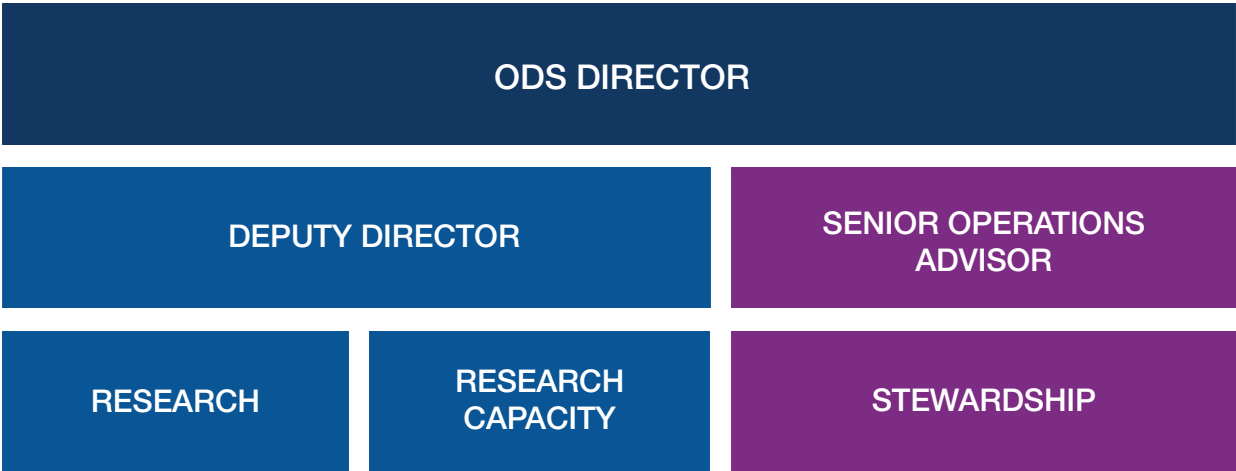 ODS DIRECTOR
DEPUTY DIRECTOR
SENIOR OPERATIONS
ADVISOR
RESEARCH
RESEARCH
CAPACITY
STEWARDSHIP